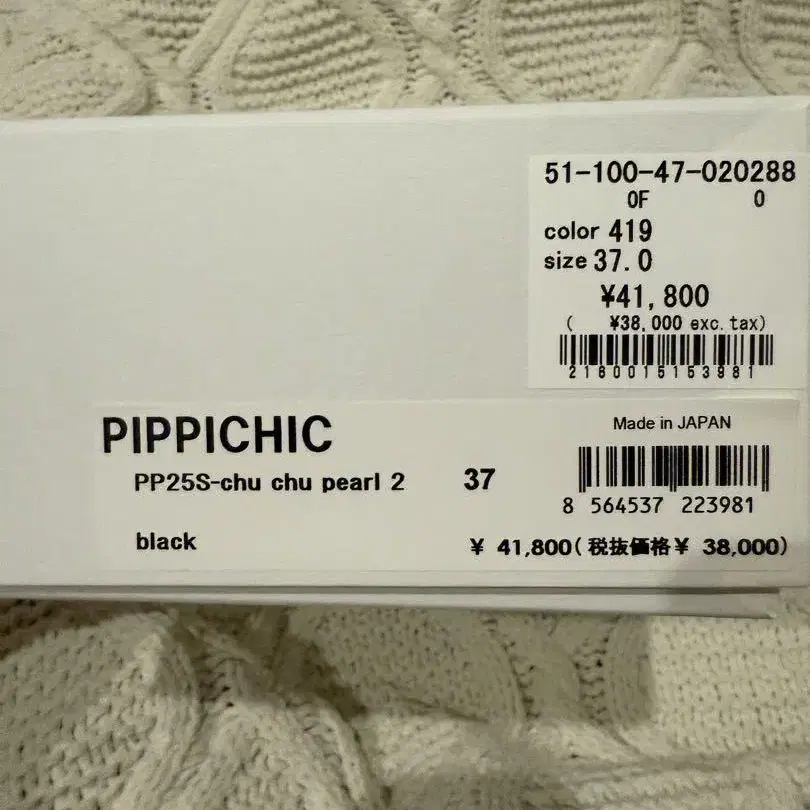 51-100-47-020288
0F 0
color 419
size 37.0
¥41,800
( ¥38,000 exc.tax)
2160015153981
PIPPICHIC
Made in JAPAN
PP25S-chu chu pearl 2 37
8 564537 223981
black ¥ 41,800(税抜価格¥ 38,000)